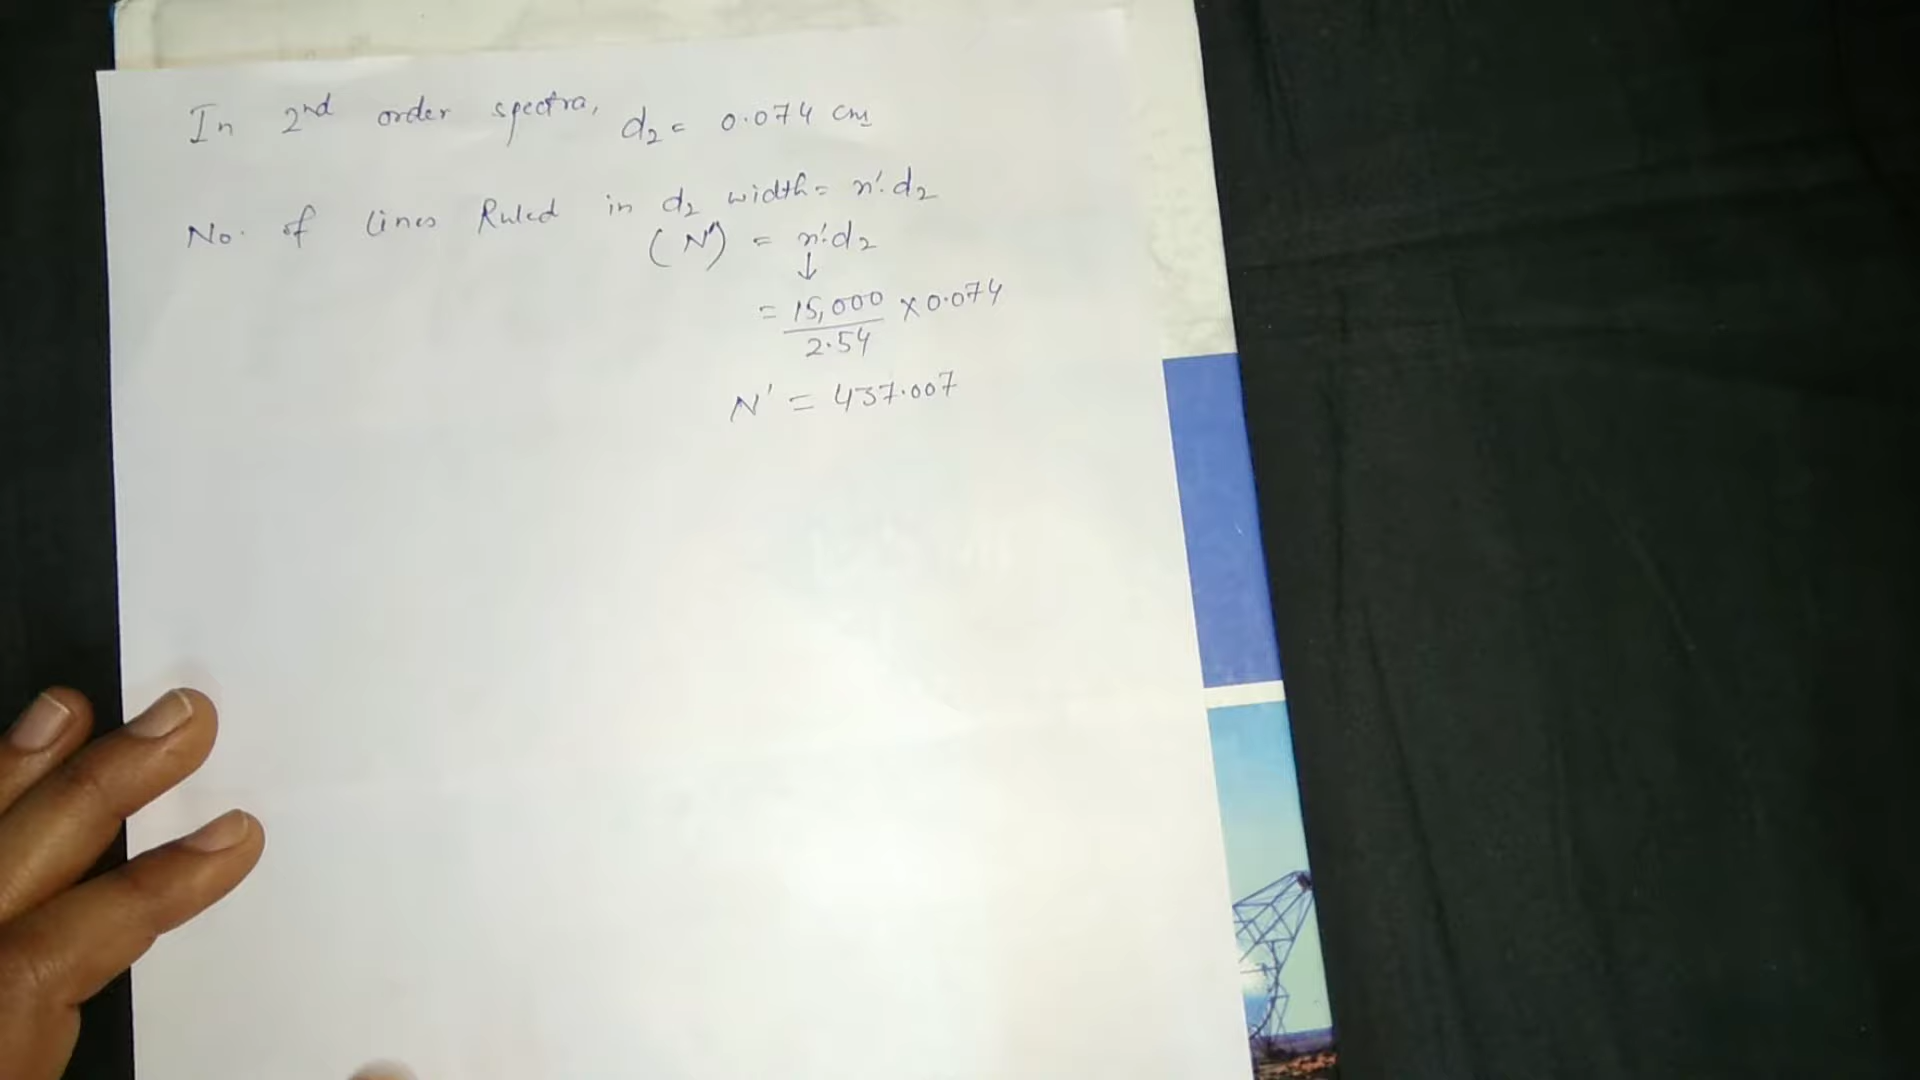 In 2nd order spectra, d2 = 0.074 cm
No. of lines Ruled in d2 width = n'. d2
(N') = n'.d2
↓
= 15,000 / 2.54 × 0.074
N' = 437.007